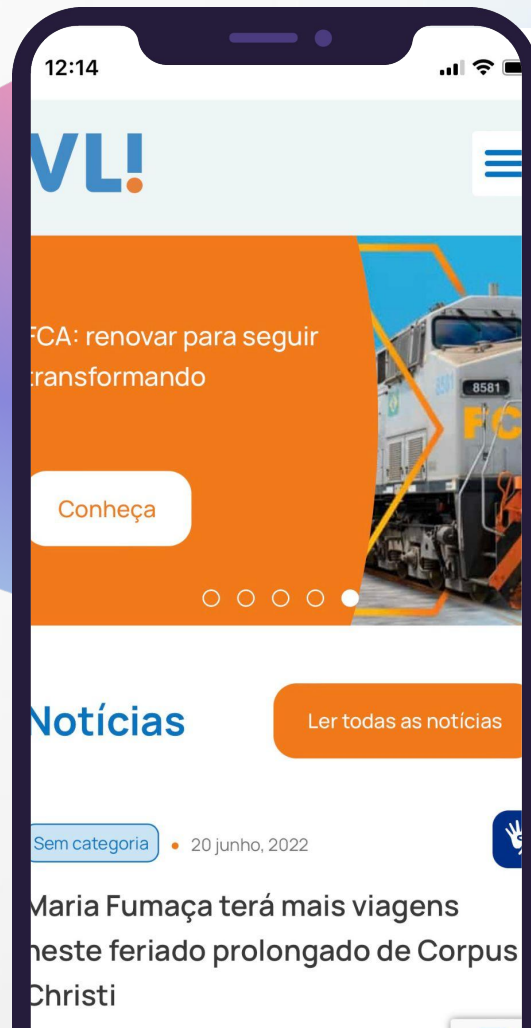 12:14
VL!
FCA: renovar para seguir
transformando
8581
FC
Conheça
Notícias
Ler todas as notícias
Sem categoria
20 junho, 2022
Maria Fumaça terá mais viagens
neste feriado prolongado de Corpus
Christi